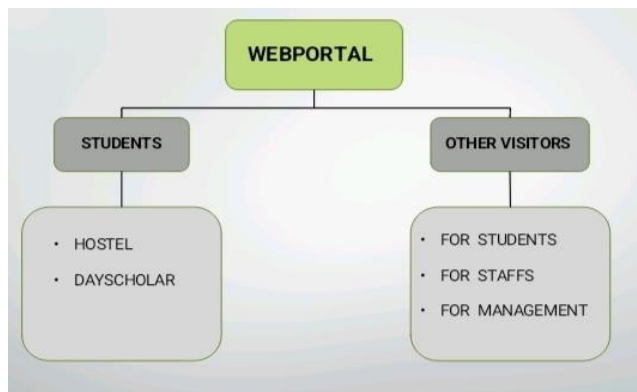 WEBPORTAL
STUDENTS
OTHER VISITORS
• HOSTEL
• DAYSCHOLAR
• FOR STUDENTS
• FOR STAFFS
• FOR MANAGEMENT